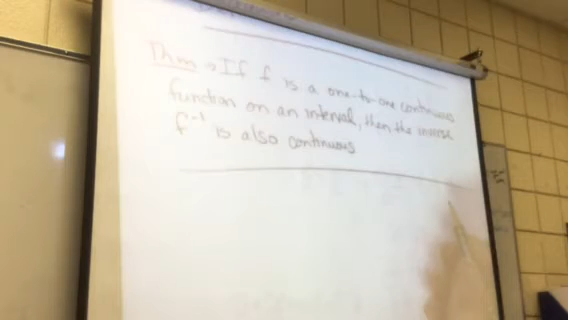 Thm → If f is a one-to-one continuous
function on an interval, then the inverse
f⁻¹ is also continuous